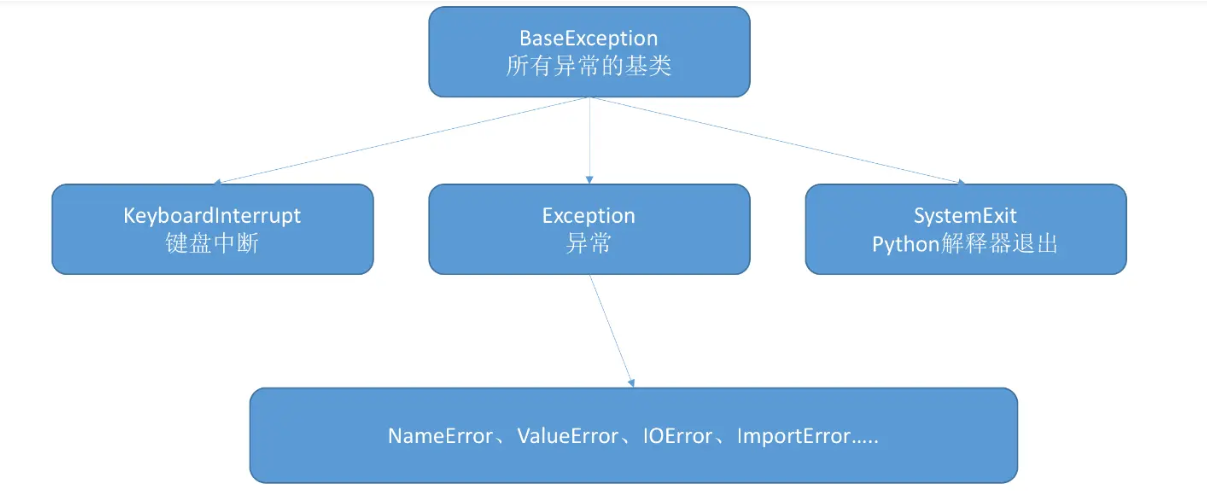 BaseException
所有异常的基类
KeyboardInterrupt
键盘中断
Exception
异常
SystemExit
Python解释器退出
NameError、ValueError、IOError、ImportError.....